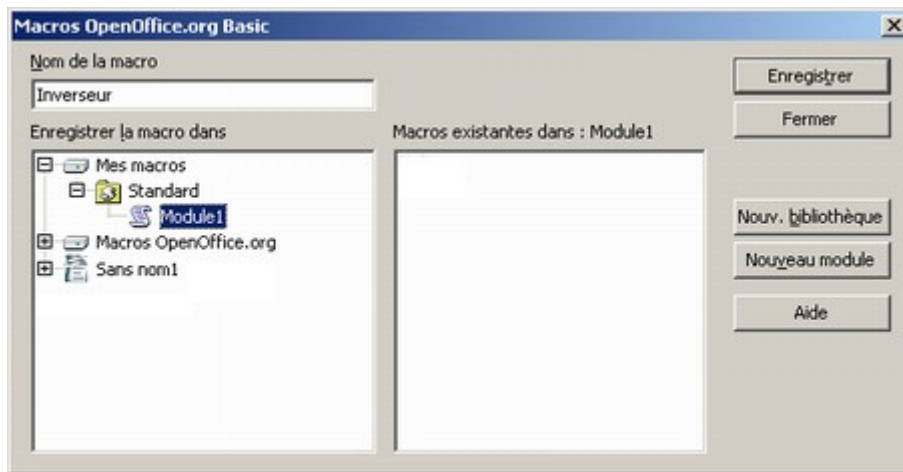 Macros OpenOffice.org Basic
Nom de la macro
Inverseur
Enregistrer la macro dans
Mes macros
Standard
Module1
Macros OpenOffice.org
Sans nom1
Macros existantes dans : Module1
Enregistrer
Fermer
Nouv. bibliothèque
Nouveau module
Aide